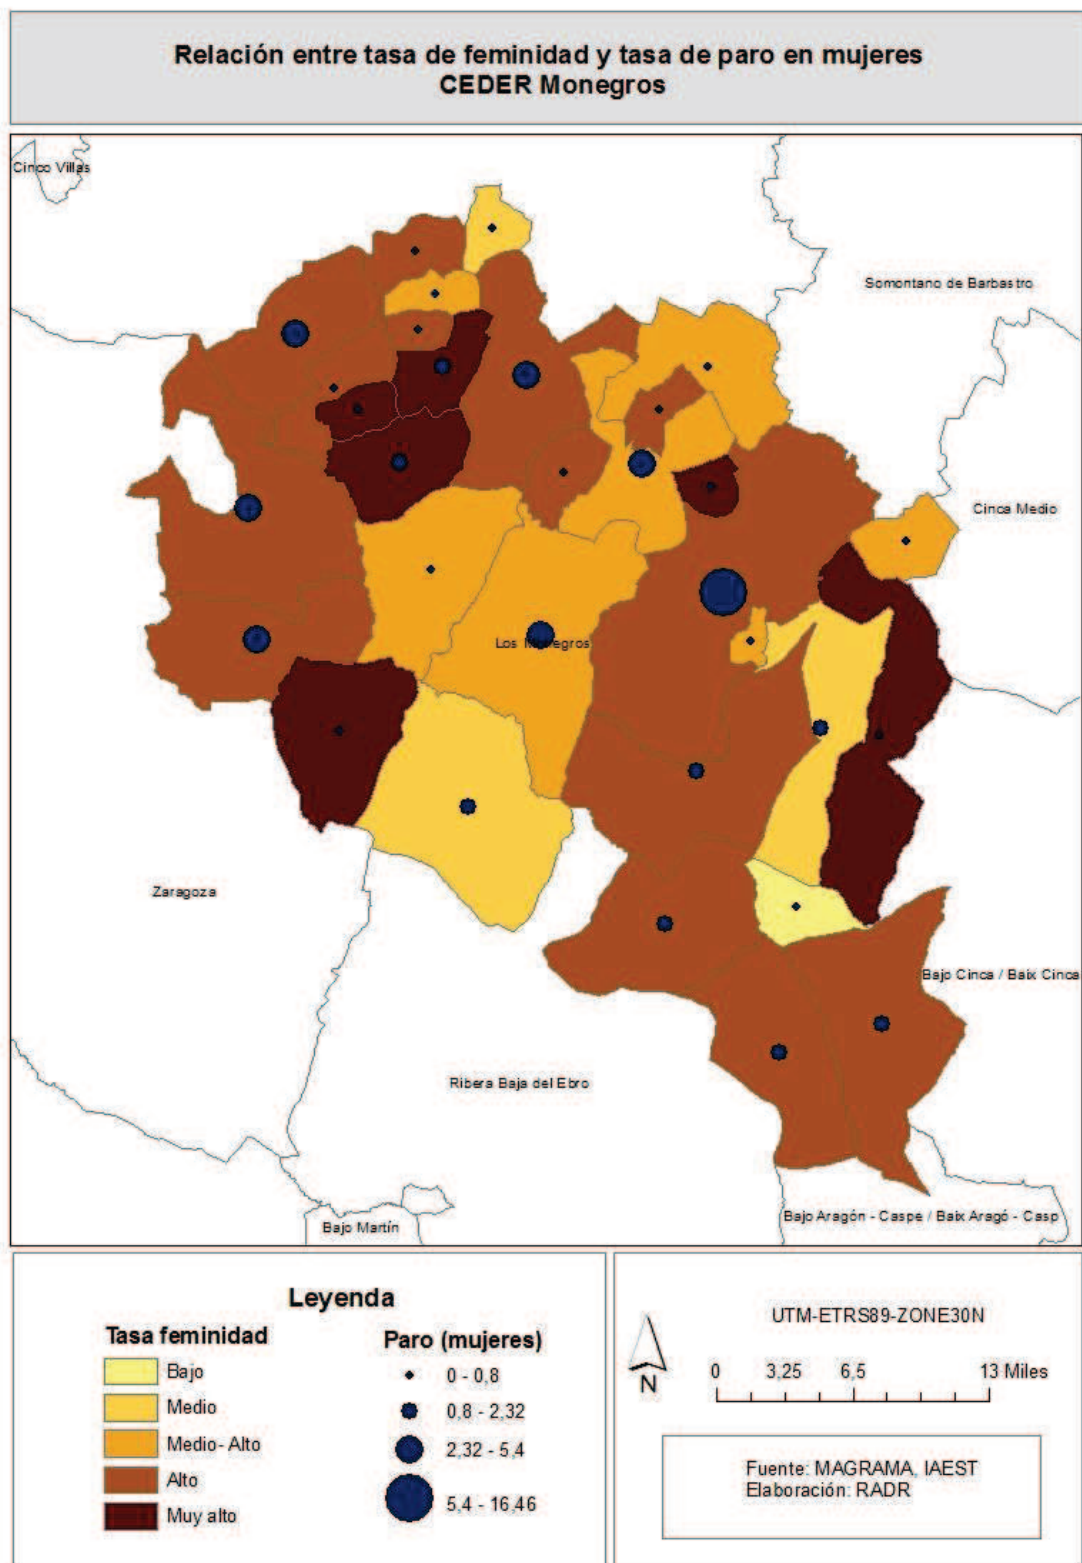 Relación entre tasa de feminidad y tasa de paro en mujeres
CEDER Monegros
Cinco Villas
Somontano de Barbastro
Cinca Medio
Los Monegros
Zaragoza
Bajo Cinca / Baix Cinca
Ribera Baja del Ebro
Bajo Martín
Bajo Aragón - Caspe / Baix Aragó - Casp
Leyenda
Tasa feminidad
Bajo
Medio
Medio- Alto
Alto
Muy alto
Paro (mujeres)
0 - 0,8
0,8 - 2,32
2,32 - 5,4
5,4 - 16,46
N
UTM-ETRS89-ZONE30N
0 3,25 6,5 13 Miles
Fuente: MAGRAMA, IAEST
Elaboración: RADR